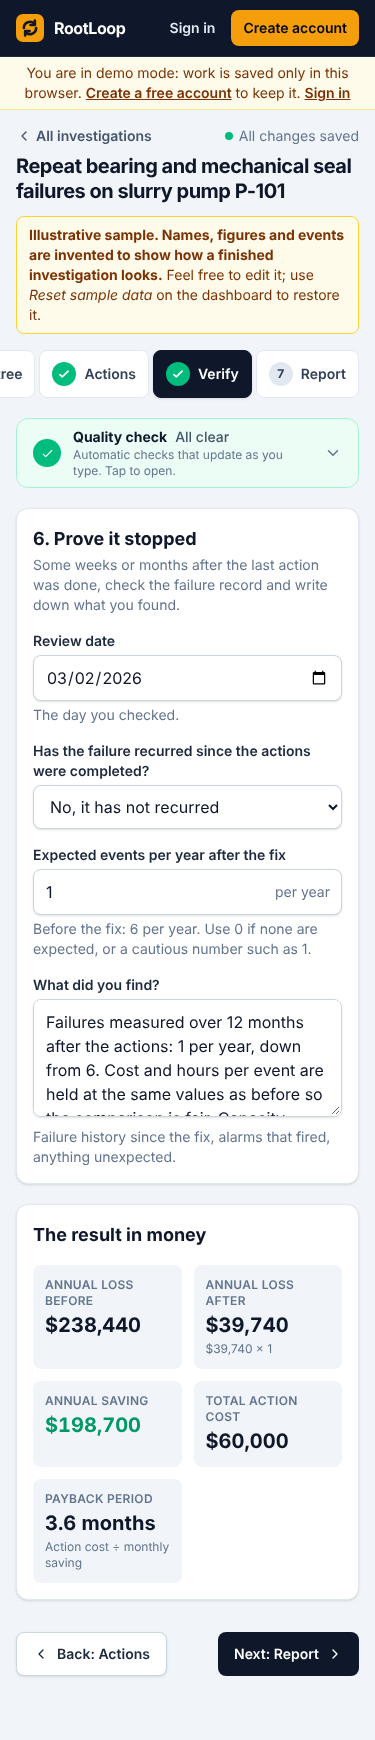 RootLoop
Sign in
Create account
You are in demo mode: work is saved only in this
browser. Create a free account to keep it. Sign in
All investigations
All changes saved
Repeat bearing and mechanical seal
failures on slurry pump P-101
Illustrative sample. Names, figures and events
are invented to show how a finished
investigation looks. Feel free to edit it; use
Reset sample data on the dashboard to restore
it.
ree
Actions
Verify
7 Report
Quality check All clear
Automatic checks that update as you
type. Tap to open.
6. Prove it stopped
Some weeks or months after the last action
was done, check the failure record and write
down what you found.
Review date
03/02/2026
The day you checked.
Has the failure recurred since the actions
were completed?
No, it has not recurred
Expected events per year after the fix
1 per year
Before the fix: 6 per year. Use 0 if none are
expected, or a cautious number such as 1.
What did you find?
Failures measured over 12 months
after the actions: 1 per year, down
from 6. Cost and hours per event are
held at the same values as before so
the comparison is fair. Capacity
Failure history since the fix, alarms that fired,
anything unexpected.
The result in money
ANNUAL LOSS
BEFORE
$238,440
ANNUAL LOSS
AFTER
$39,740
$39,740 × 1
ANNUAL SAVING
$198,700
TOTAL ACTION
COST
$60,000
PAYBACK PERIOD
3.6 months
Action cost ÷ monthly
saving
Back: Actions
Next: Report